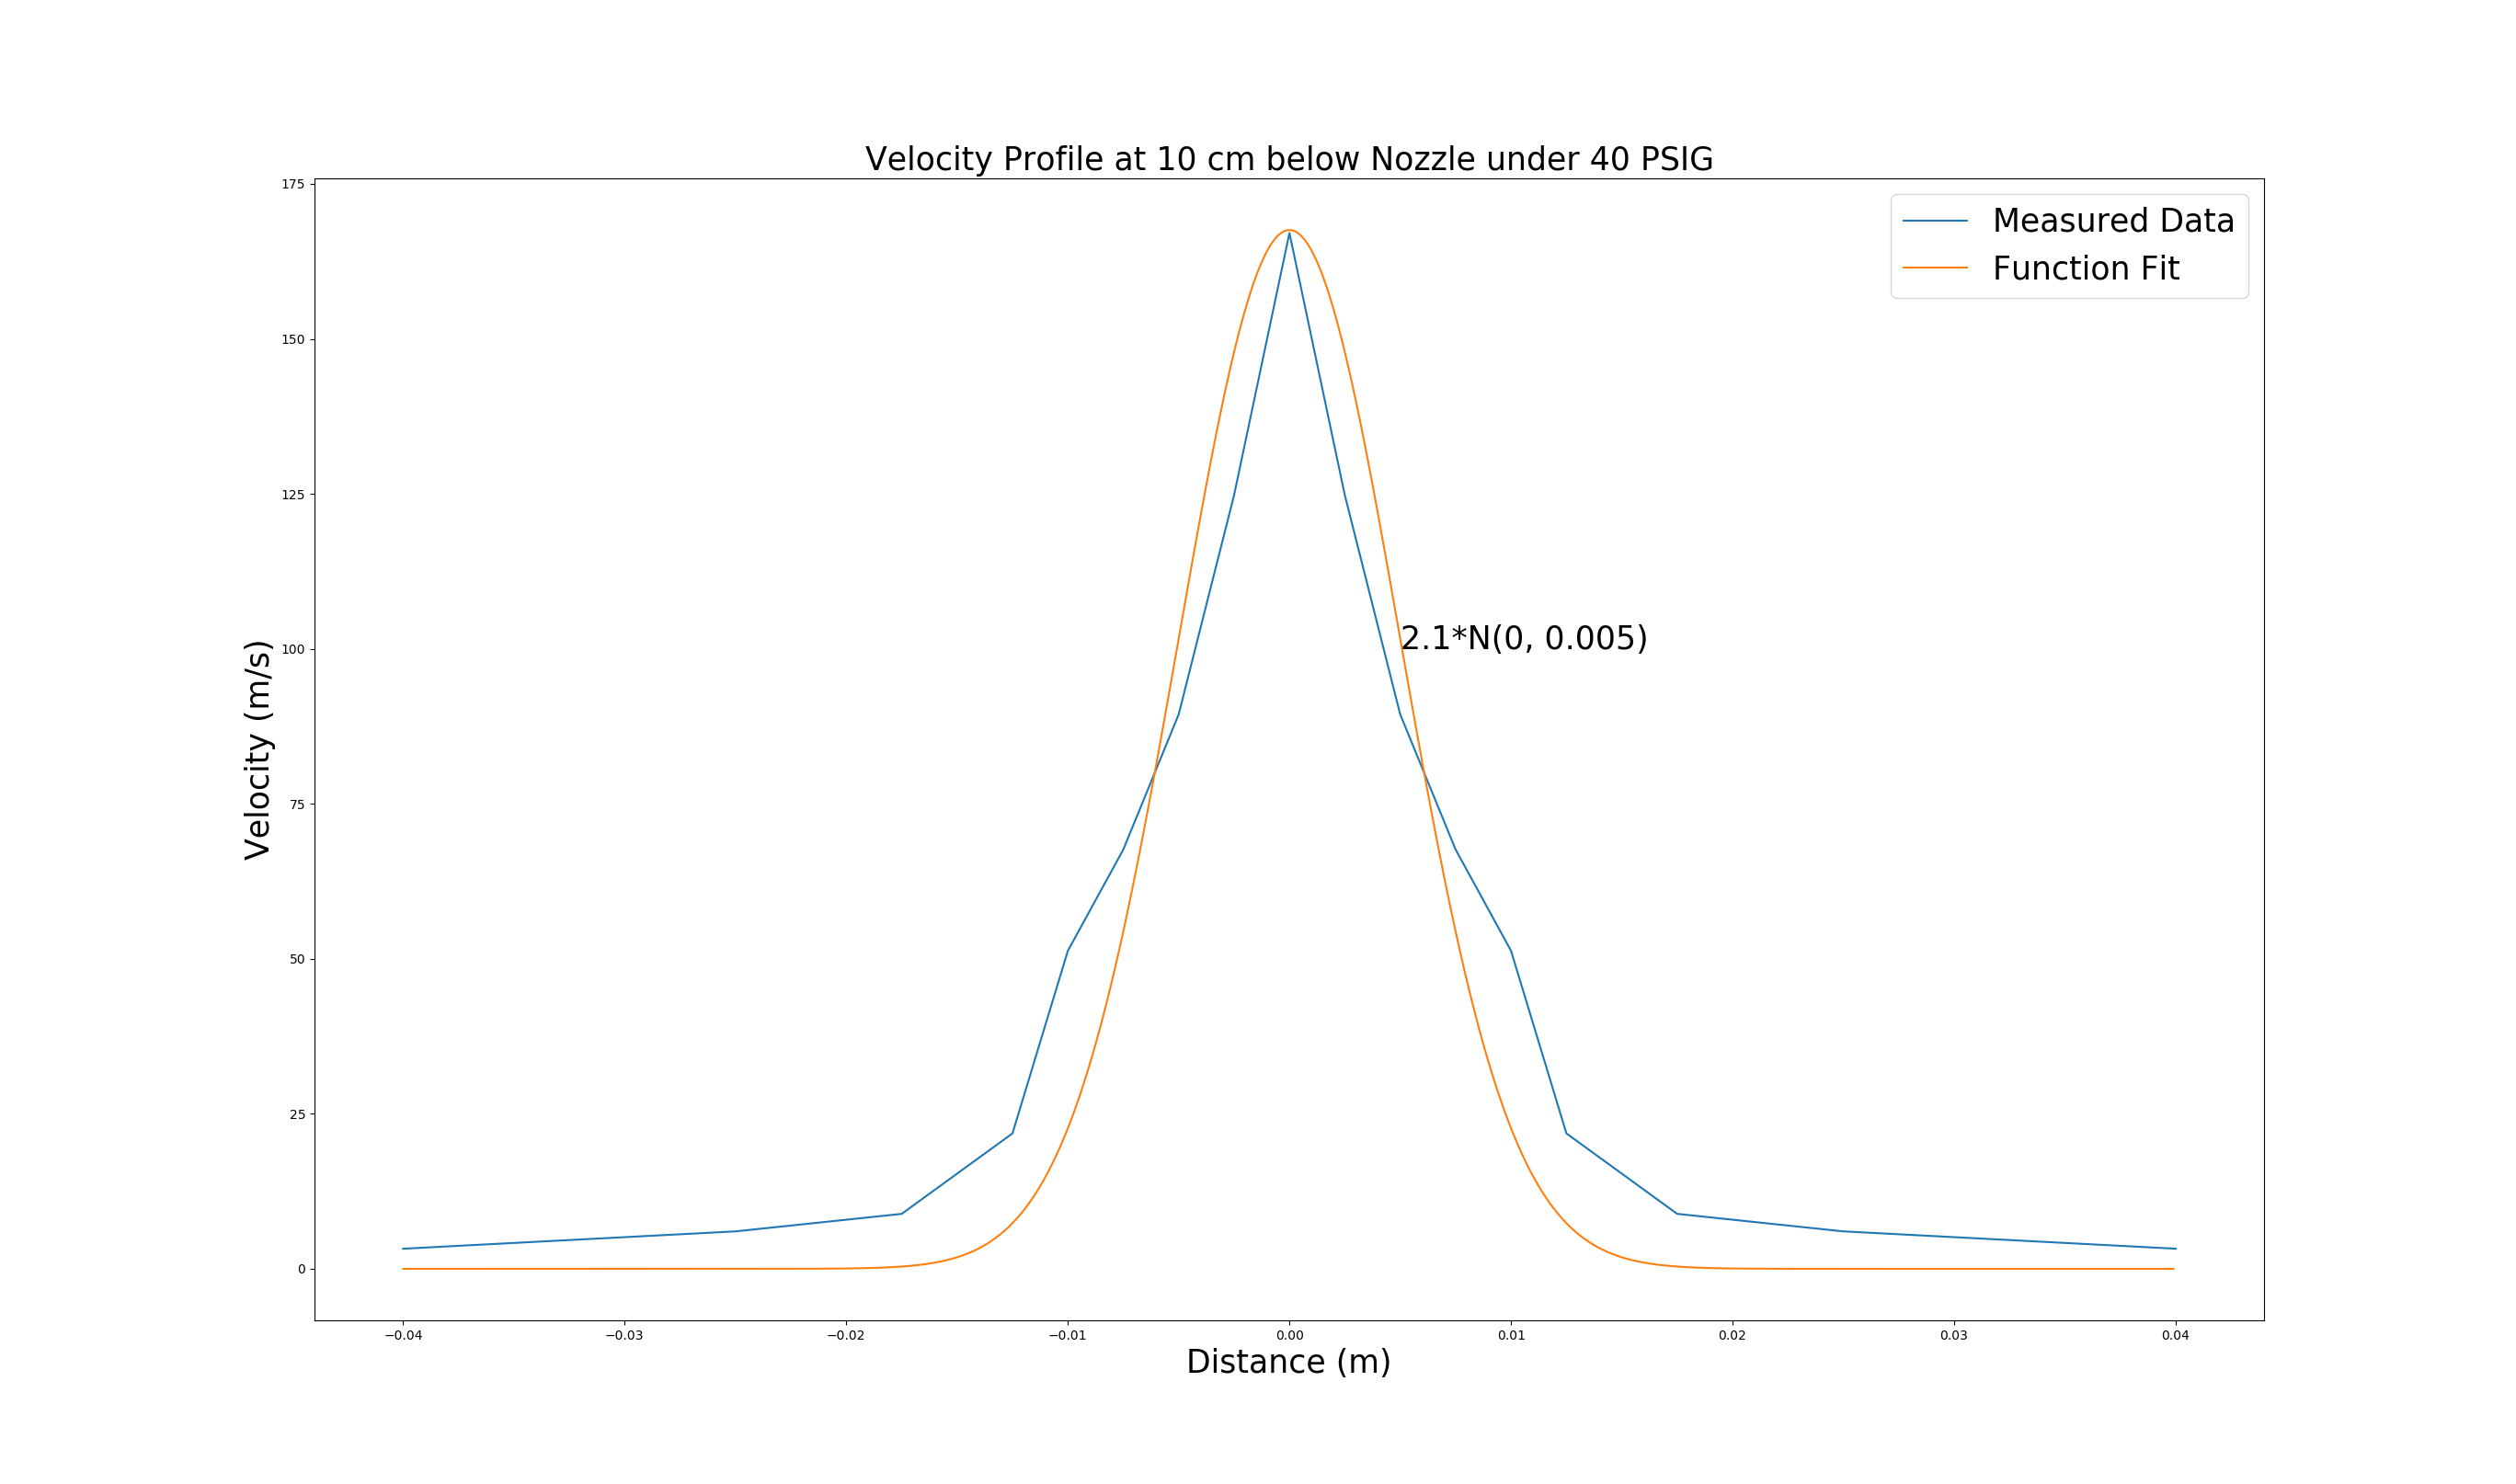 Velocity Profile at 10 cm below Nozzle under 40 PSIG
Measured Data
Function Fit
2.1*N(0, 0.005)
Velocity (m/s)
175
150
125
100
75
50
25
0
−0.04 −0.03 −0.02 −0.01 0.00 0.01 0.02 0.03 0.04
Distance (m)